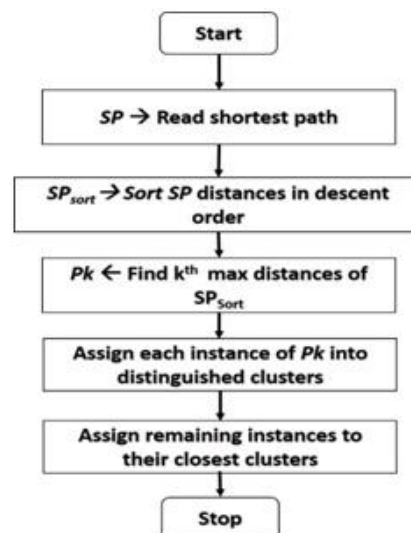 Start
SP → Read shortest path
SPsort → Sort SP distances in descent
order
Pk ← Find kth max distances of
SPSort
Assign each instance of Pk into
distinguished clusters
Assign remaining instances to
their closest clusters
Stop